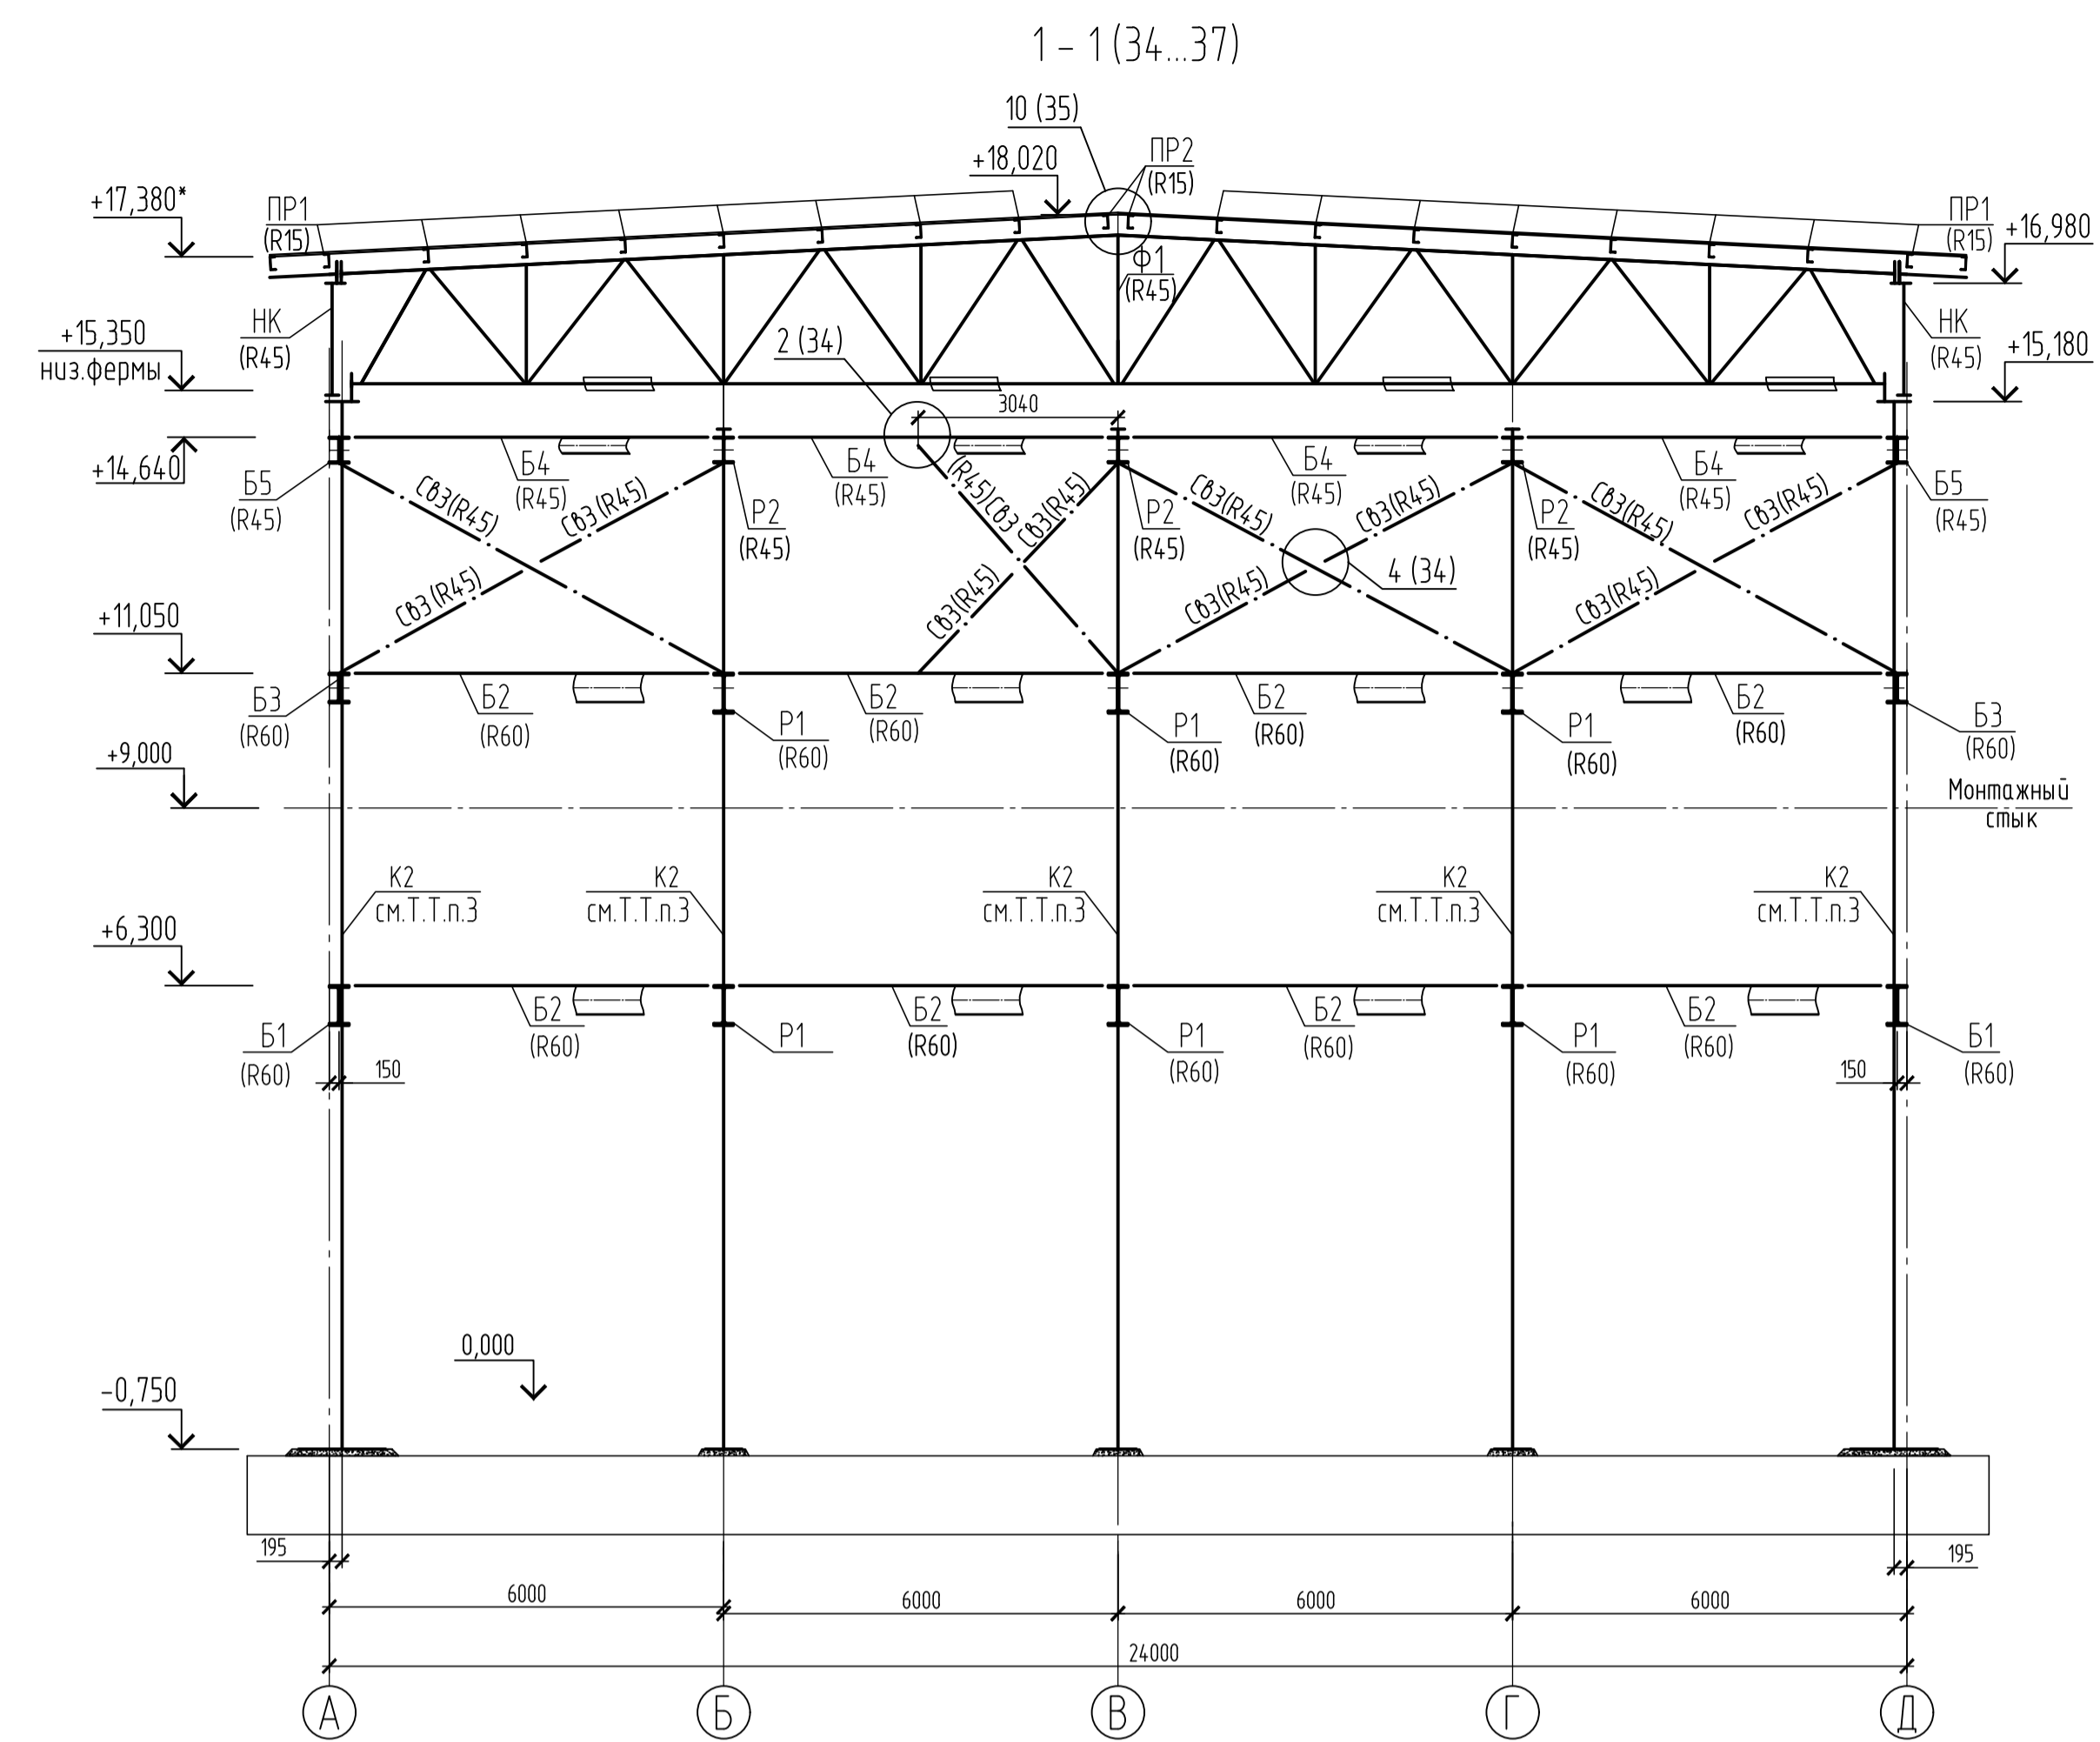 1 - 1 (34...37)
10 (35)
+18,020
ПР2
(R15)
+17,380*
ПР1
(R15)
ПР1
(R15)
+16,980
Ф1
(R45)
НК
(R45)
+15,350
низ.фермы
2 (34)
НК
(R45)
+15,180
3040
+14,640
Б5
(R45)
Б4
(R45)
Б4
(R45)
Б4
(R45)
Б4
(R45)
Б5
(R45)
Св3(R45)
Св3(R45)
Св3(R45)
Р2
(R45)
(R45)Св3
Св3(R45)
Св3(R45)
Р2
(R45)
Св3(R45)
Св3(R45)
Св3(R45)
4 (34)
Р2
(R45)
Св3(R45)
Св3(R45)
Св3(R45)
+11,050
Б3
(R60)
Б2
(R60)
Р1
(R60)
Б2
(R60)
Р1
(R60)
Б2
(R60)
Р1
(R60)
Б2
(R60)
Б3
(R60)
+9,000
Монтажный
стык
К2
см.Т.Т.п.3
К2
см.Т.Т.п.3
К2
см.Т.Т.п.3
К2
см.Т.Т.п.3
К2
см.Т.Т.п.3
+6,300
Б1
(R60)
150
Б2
(R60)
Р1
Б2
(R60)
Р1
(R60)
Б2
(R60)
Р1
(R60)
Б2
(R60)
150
Б1
(R60)
0,000
-0,750
195
195
6000
6000
6000
6000
24000
А
Б
В
Г
Д